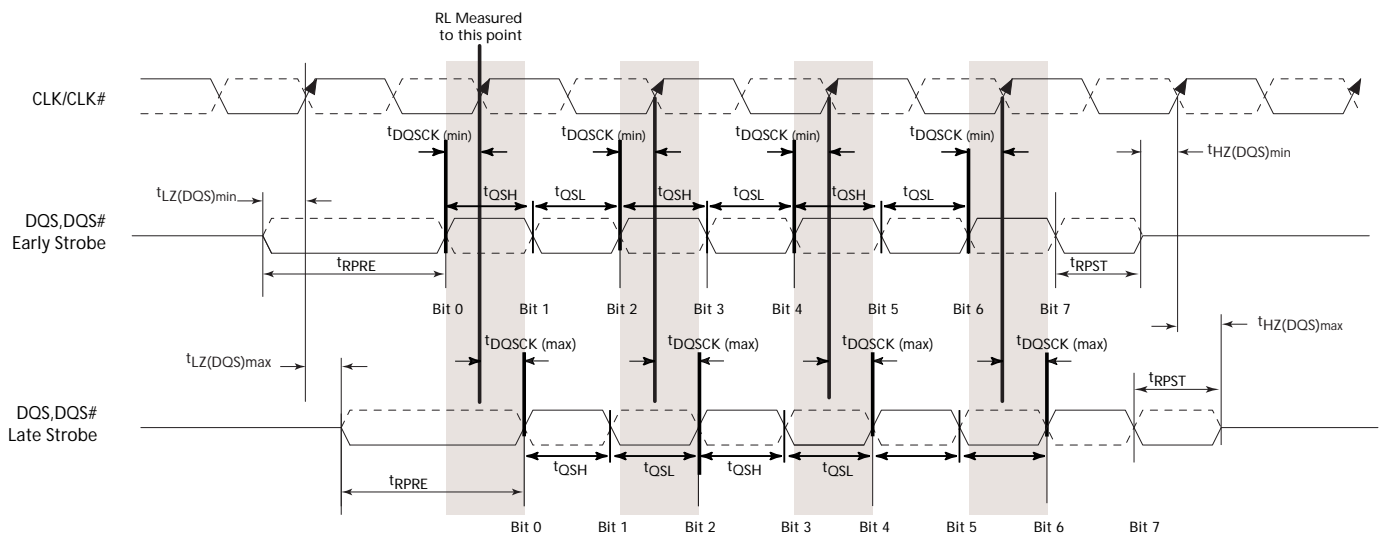 RL Measured
to this point
CLK/CLK#
tDQSCK (min) tDQSCK (min) tDQSCK (min) tDQSCK (min)
tHZ(DQS)min
tLZ(DQS)min
tQSH tQSL tQSH tQSL tQSH tQSL
DQS,DQS#
Early Strobe
tRPRE
tRPST
Bit 0 Bit 1 Bit 2 Bit 3 Bit 4 Bit 5 Bit 6 Bit 7
tHZ(DQS)max
tDQSCK (max) tDQSCK (max) tDQSCK (max) tDQSCK (max)
tLZ(DQS)max
tRPST
DQS,DQS#
Late Strobe
tQSH tQSL tQSH tQSL
tRPRE
Bit 0 Bit 1 Bit 2 Bit 3 Bit 4 Bit 5 Bit 6 Bit 7